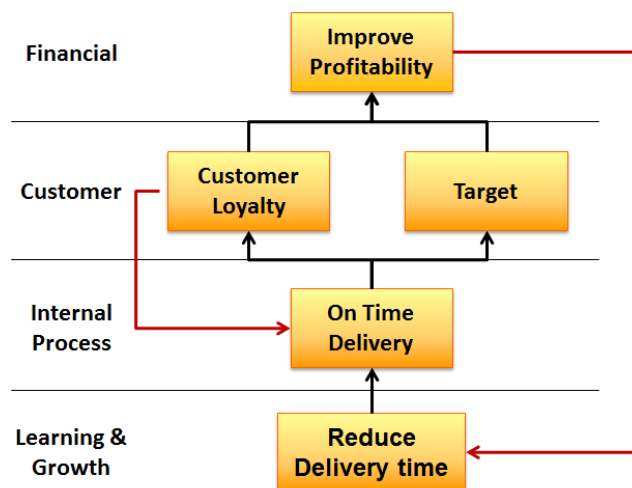 Financial
Improve
Profitability
Customer
Customer
Loyalty
Target
Internal
Process
On Time
Delivery
Learning &
Growth
Reduce
Delivery time